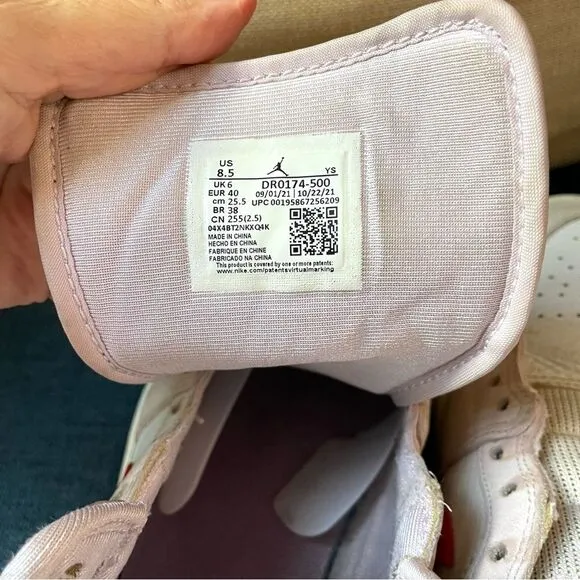 US
8.5
YS
UK 6
EUR 40
cm 25.5
BR 38
CN 255(2.5)
DR0174-500
09/01/21 | 10/22/21
UPC 00195867256209
04X4BT2NKXQ4K
MADE IN CHINA
HECHO EN CHINA
FABRIQUE EN CHINE
FABRICADO NA CHINA
This product is covered by one or more patents:
www.nike.com/patentsvirtualmarking